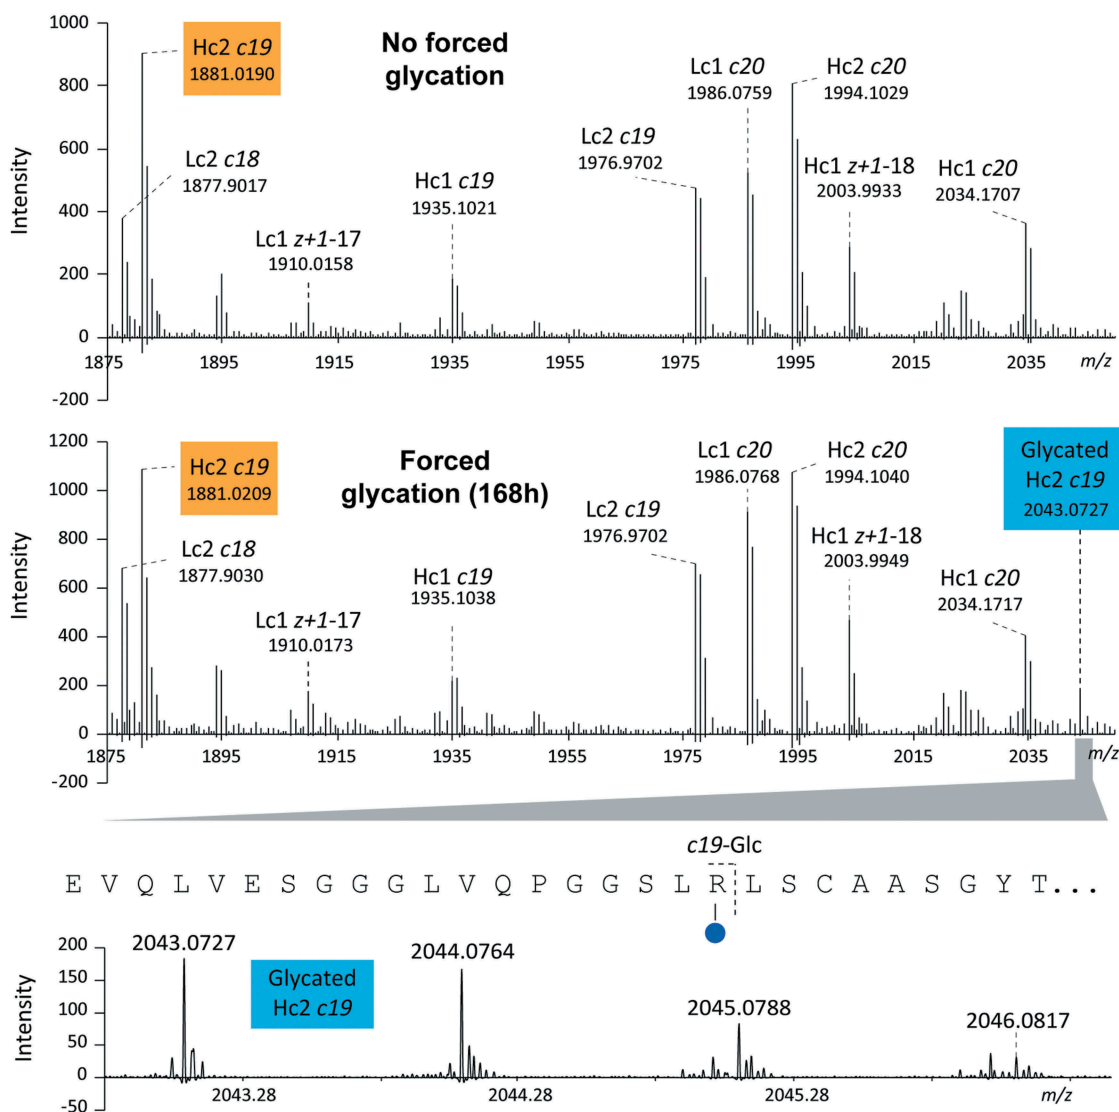 1000
800
600
400
200
0
-200
Intensity
No forced
glycation
Hc2 c19
1881.0190
Lc2 c18
1877.9017
Lc1 z+1-17
1910.0158
Hc1 c19
1935.1021
Lc2 c19
1976.9702
Lc1 c20
1986.0759
Hc2 c20
1994.1029
Hc1 z+1-18
2003.9933
Hc1 c20
2034.1707
1875 1895 1915 1935 1955 1975 1995 2015 2035 m/z
1200
1000
800
600
400
200
0
-200
Intensity
Forced
glycation (168h)
Hc2 c19
1881.0209
Lc2 c18
1877.9030
Lc1 z+1-17
1910.0173
Hc1 c19
1935.1038
Lc2 c19
1976.9702
Lc1 c20
1986.0768
Hc2 c20
1994.1040
Hc1 z+1-18
2003.9949
Hc1 c20
2034.1717
Glycated
Hc2 c19
2043.0727
1875 1895 1915 1935 1955 1975 1995 2015 2035 m/z
c19-Glc
E V Q L V E S G G G L V Q P G G S L R L S C A A S G Y T...
200
150
100
50
0
-50
Intensity
2043.0727
Glycated
Hc2 c19
2044.0764
2045.0788
2046.0817
2043.28 2044.28 2045.28 m/z